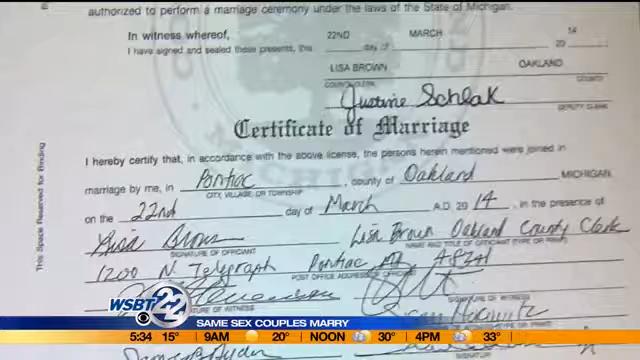 authorized to perform a marriage ceremony under the laws of the State of Michigan.
In witness whereof, 22ND MARCH 14
I have signed and sealed these presents, this day of 20
LISA BROWN OAKLAND
COUNTY CLERK COUNTY
Justine Schlak
DEPUTY CLERK
Certificate of Marriage
I hereby certify that, in accordance with the above license, the persons herein mentioned were joined in
marriage by me, in Pontiac, county of Oakland MICHIGAN
CITY, VILLAGE, OR TOWNSHIP
on the 22nd day of March A.D. 20 14, in the presence of
Lisa Brown Lisa Brown Oakland County Clerk
SIGNATURE OF OFFICIANT NAME AND TITLE OF OFFICIANT (TYPE OR PRINT)
1200 N. Telegraph Pontiac MI 48341
POST OFFICE ADDRESS OF OFFICIANT
SIGNATURE OF WITNESS
SIGNATURE OF WITNESS
This Space Reserved for Binding
WSBT 22
SAME SEX COUPLES MARRY
5:34 15° 9AM 20° NOON 30° 4PM 33°